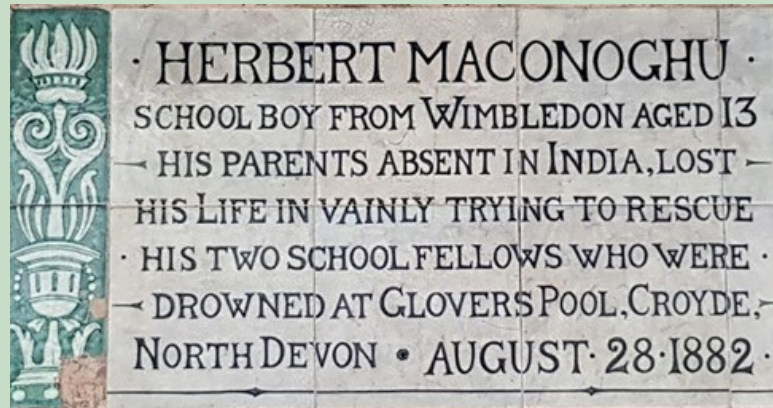 · HERBERT MACONOGHU ·
SCHOOL BOY FROM WIMBLEDON AGED 13
HIS PARENTS ABSENT IN INDIA, LOST
HIS LIFE IN VAINLY TRYING TO RESCUE
· HIS TWO SCHOOL FELLOWS WHO WERE ·
DROWNED AT GLOVERS POOL, CROYDE,
NORTH DEVON • AUGUST · 28 · 1882 ·